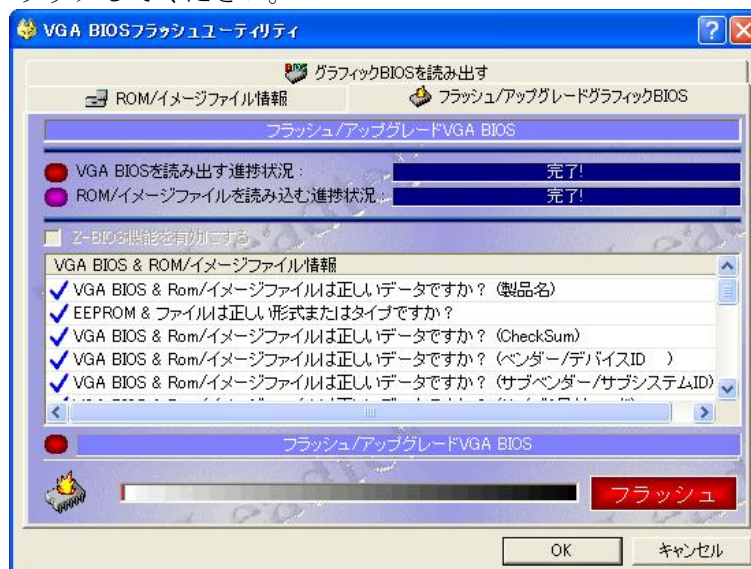 VGA BIOSフラッシュユーティリティ
グラフィックBIOSを読み出す
ROM/イメージファイル情報
フラッシュ/アップグレードグラフィックBIOS
フラッシュ/アップグレードVGA BIOS
VGA BIOSを読み出す進捗状況:
完了!
ROM/イメージファイルを読み込む進捗状況:
完了!
Z-BIOS機能を有効にする
VGA BIOS & ROM/イメージファイル情報
VGA BIOS & Rom/イメージファイルは正しいデータですか? (製品名)
EEPROM & ファイルは正しい形式またはタイプですか?
VGA BIOS & Rom/イメージファイルは正しいデータですか? (CheckSum)
VGA BIOS & Rom/イメージファイルは正しいデータですか? (ベンダー/デバイスID )
VGA BIOS & Rom/イメージファイルは正しいデータですか? (サブベンダー/サブシステムID)
フラッシュ/アップグレードVGA BIOS
フラッシュ
OK
キャンセル